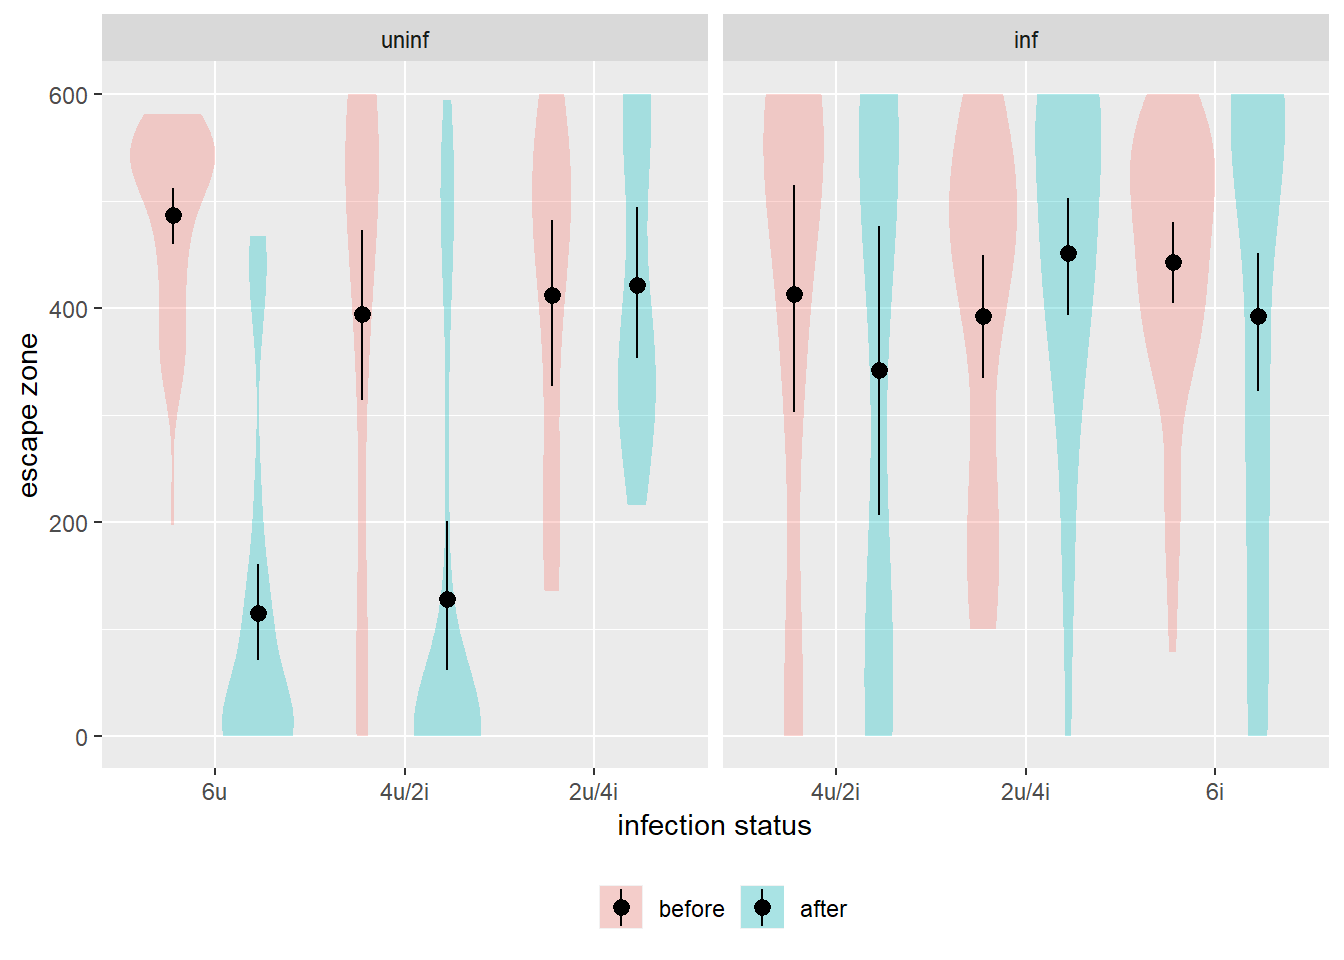 uninf inf
600
400
200
0
escape zone
6u 4u/2i 2u/4i 4u/2i 2u/4i 6i
infection status
before after